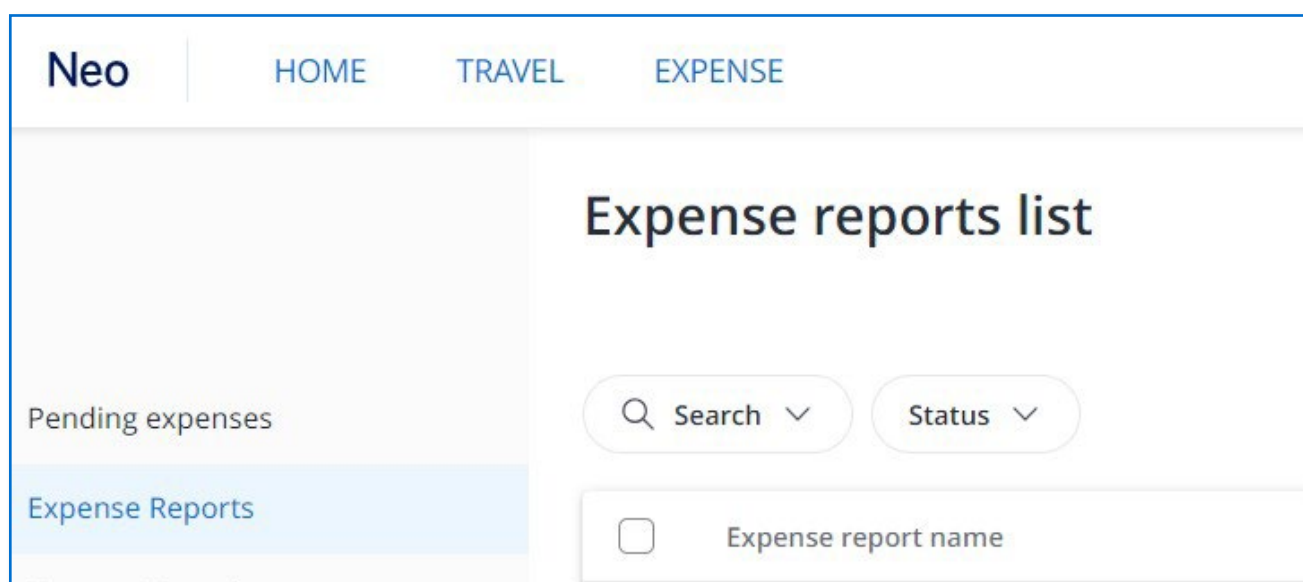 Neo HOME TRAVEL EXPENSE
Expense reports list
Pending expenses
Search Status
Expense Reports
Expense report name